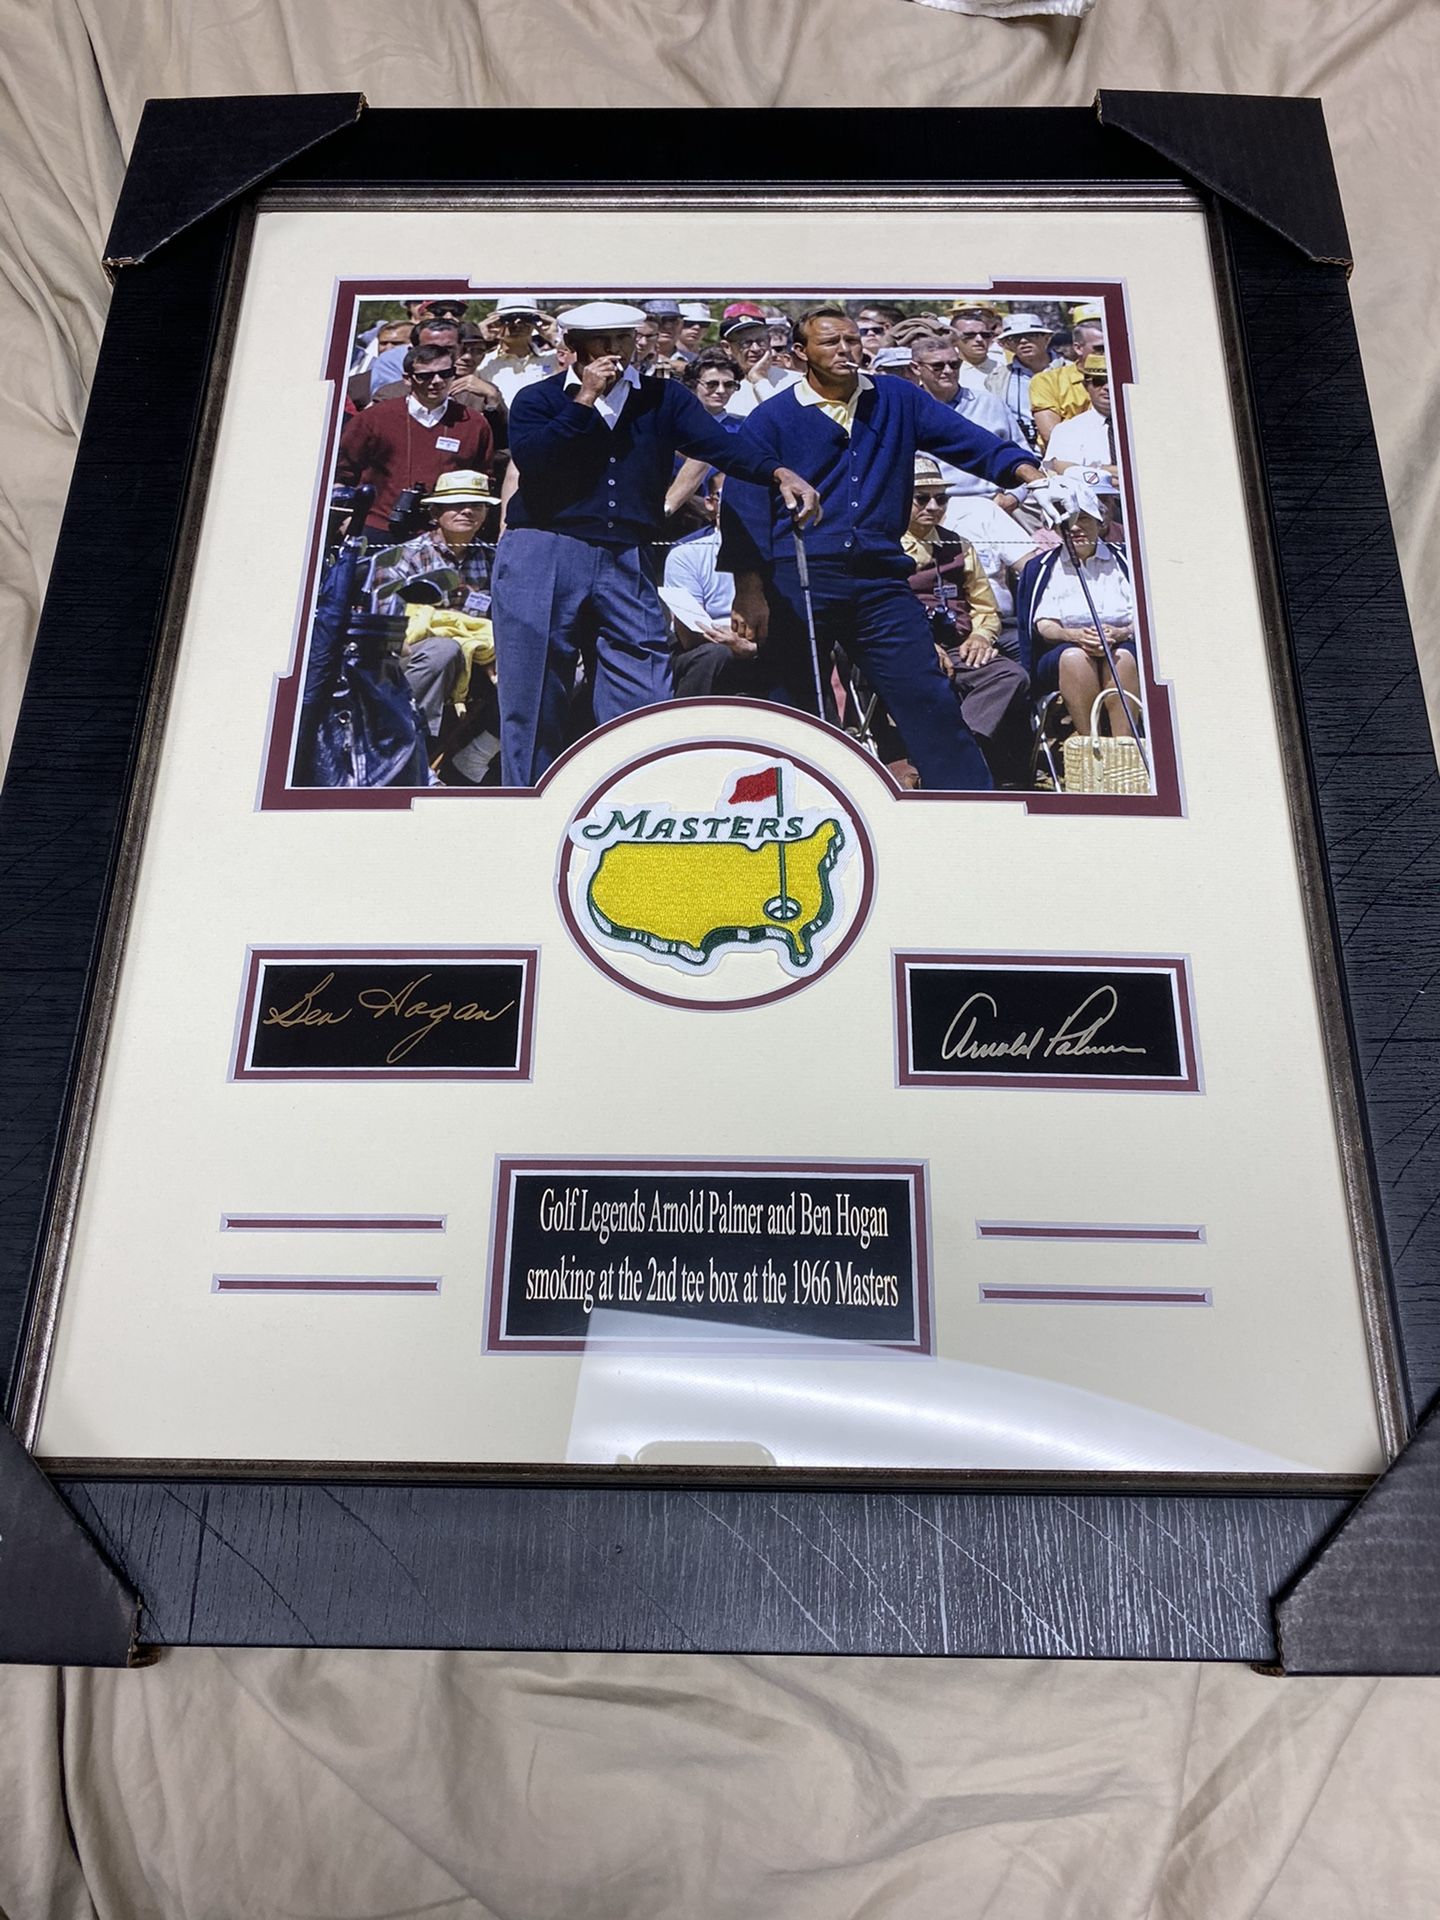 MASTERS
Ben Hogan
Arnold Palmer
Golf Legends Arnold Palmer and Ben Hogan
smoking at the 2nd tee box at the 1966 Masters